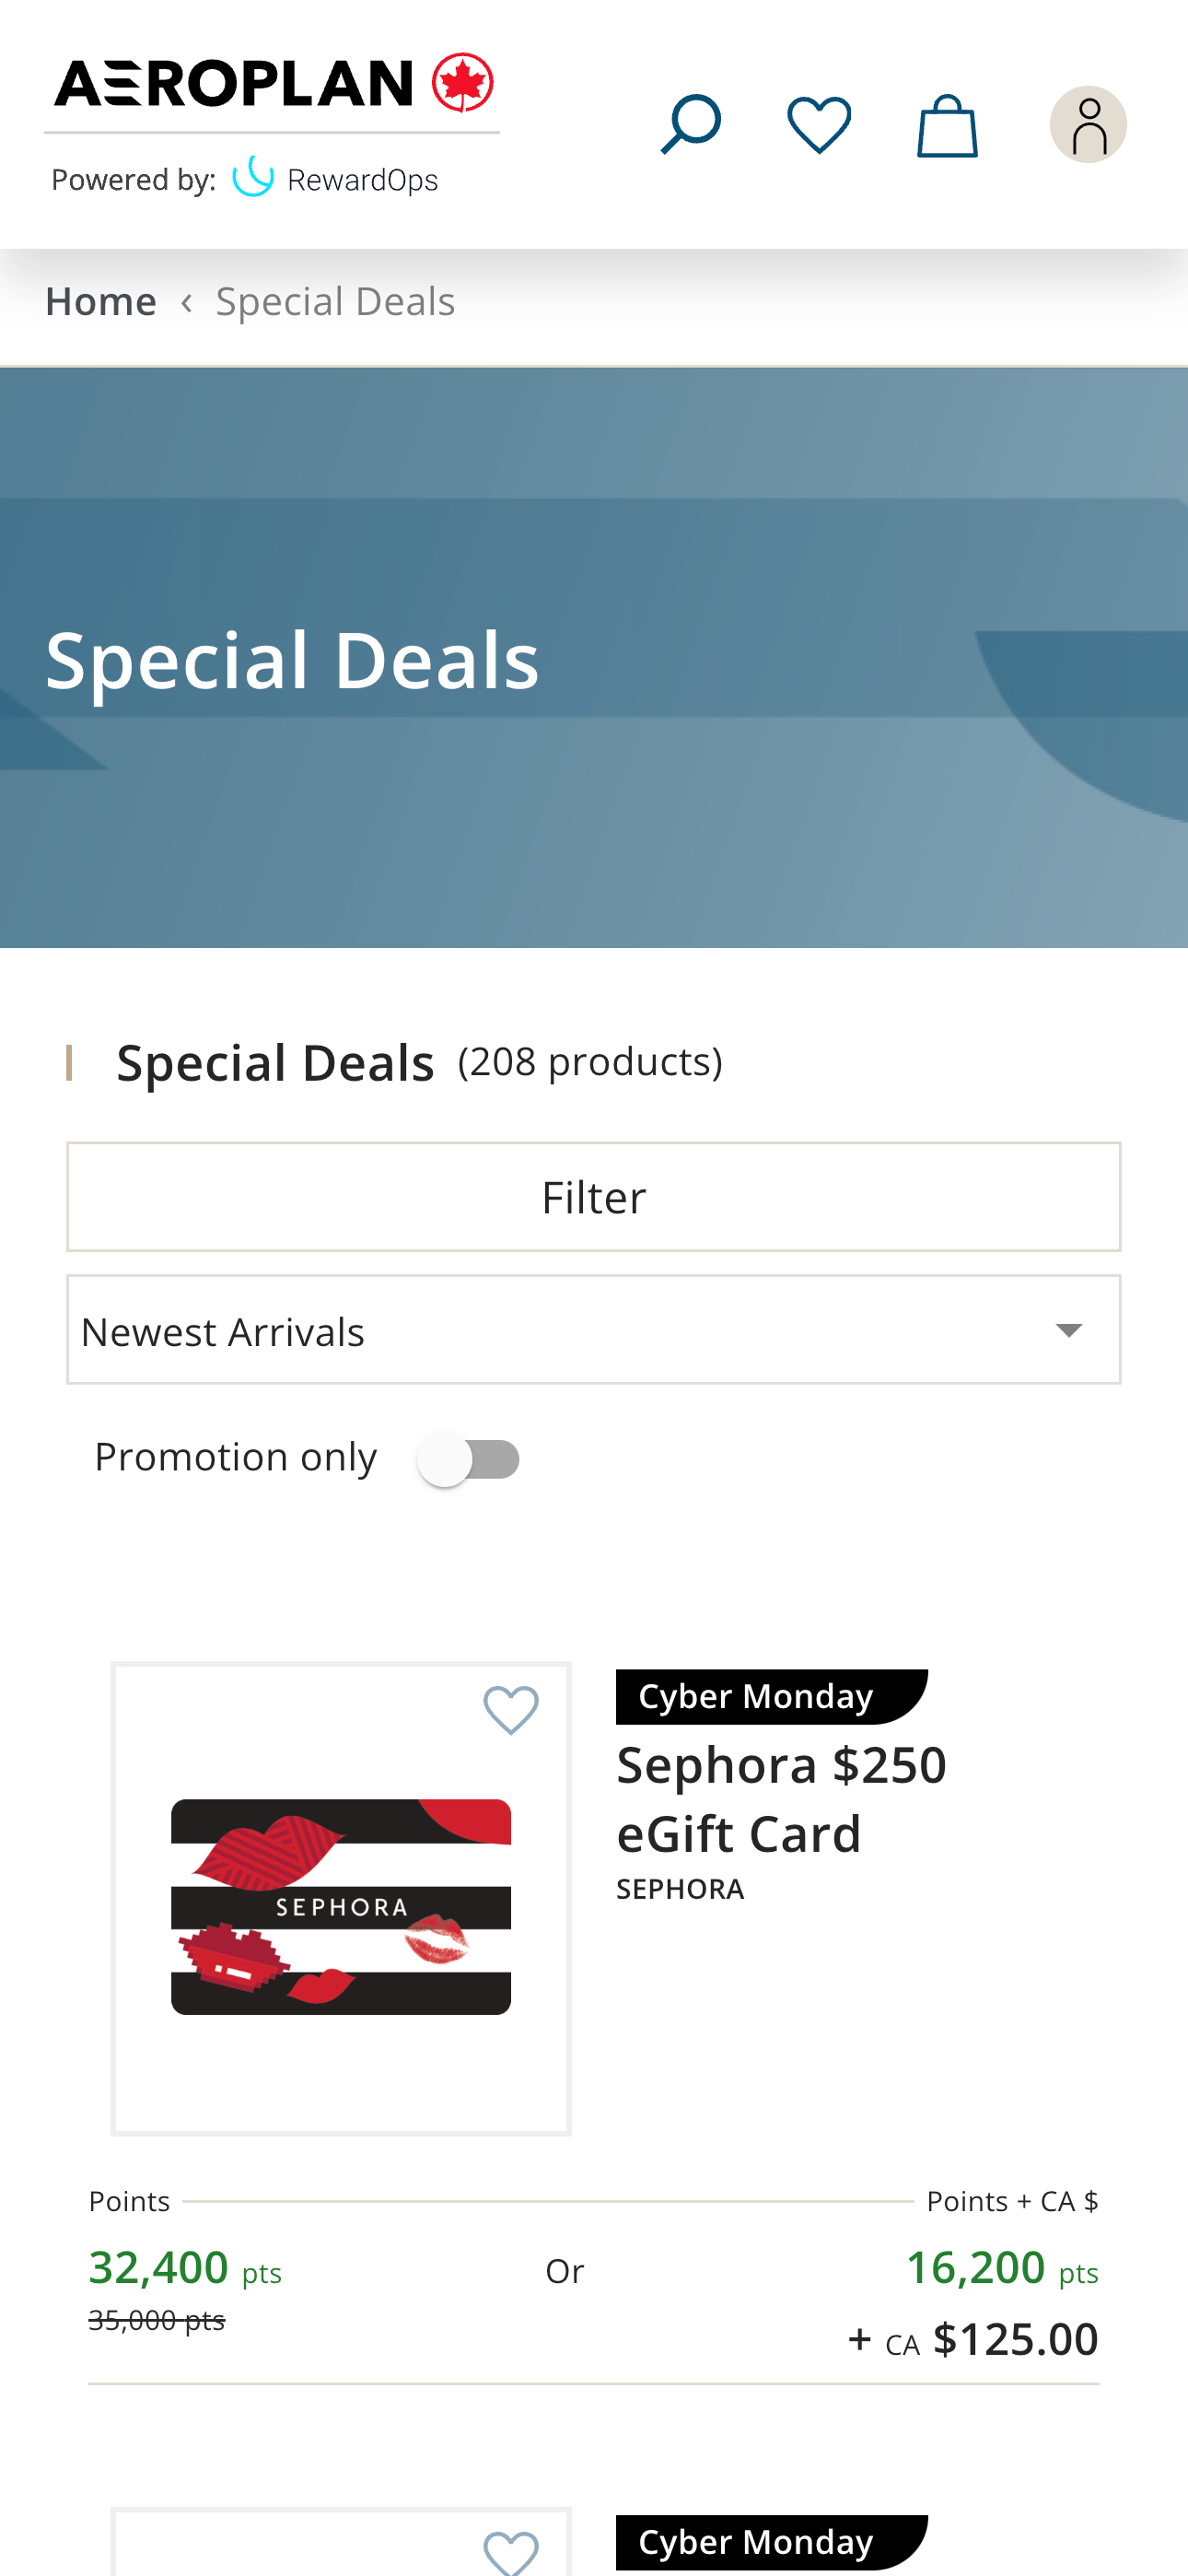 AEROPLAN
Powered by: RewardOps
Home ‹ Special Deals
Special Deals
Special Deals (208 products)
Filter
Newest Arrivals
Promotion only
Cyber Monday
Sephora $250
eGift Card
SEPHORA
SEPHORA
Points Points + CA $
32,400 pts Or 16,200 pts
35,000 pts
+ CA $125.00
Cyber Monday